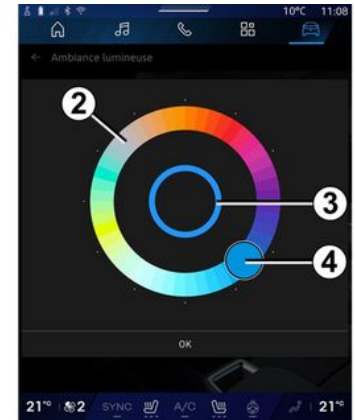 10°C 11:08
← Ambiance lumineuse
2
3
4
OK
21°C 2 SYNC A/C 21°C